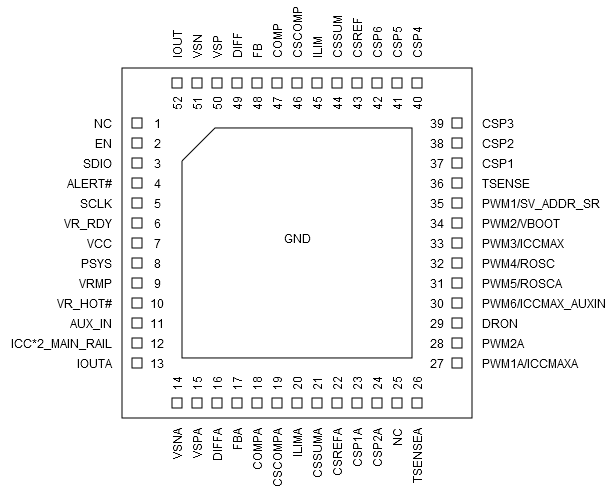 IOUT
VSN
VSP
DIFF
FB
COMP
CSCOMP
ILIM
CSSUM
CSREF
CSP6
CSP5
CSP4
52
51
50
49
48
47
46
45
44
43
42
41
40
NC 1
EN 2
SDIO 3
ALERT# 4
SCLK 5
VR_RDY 6
VCC 7
PSYS 8
VRMP 9
VR_HOT# 10
AUX_IN 11
ICC*2_MAIN_RAIL 12
IOUTA 13
GND
39 CSP3
38 CSP2
37 CSP1
36 TSENSE
35 PWM1/SV_ADDR_SR
34 PWM2/VBOOT
33 PWM3/ICCMAX
32 PWM4/ROSC
31 PWM5/ROSCA
30 PWM6/ICCMAX_AUXIN
29 DRON
28 PWM2A
27 PWM1A/ICCMAXA
14
15
16
17
18
19
20
21
22
23
24
25
26
VSNA
VSPA
DIFFA
FBA
COMPA
CSCOMPA
ILIMA
CSSUMA
CSREFA
CSP1A
CSP2A
NC
TSENSEA